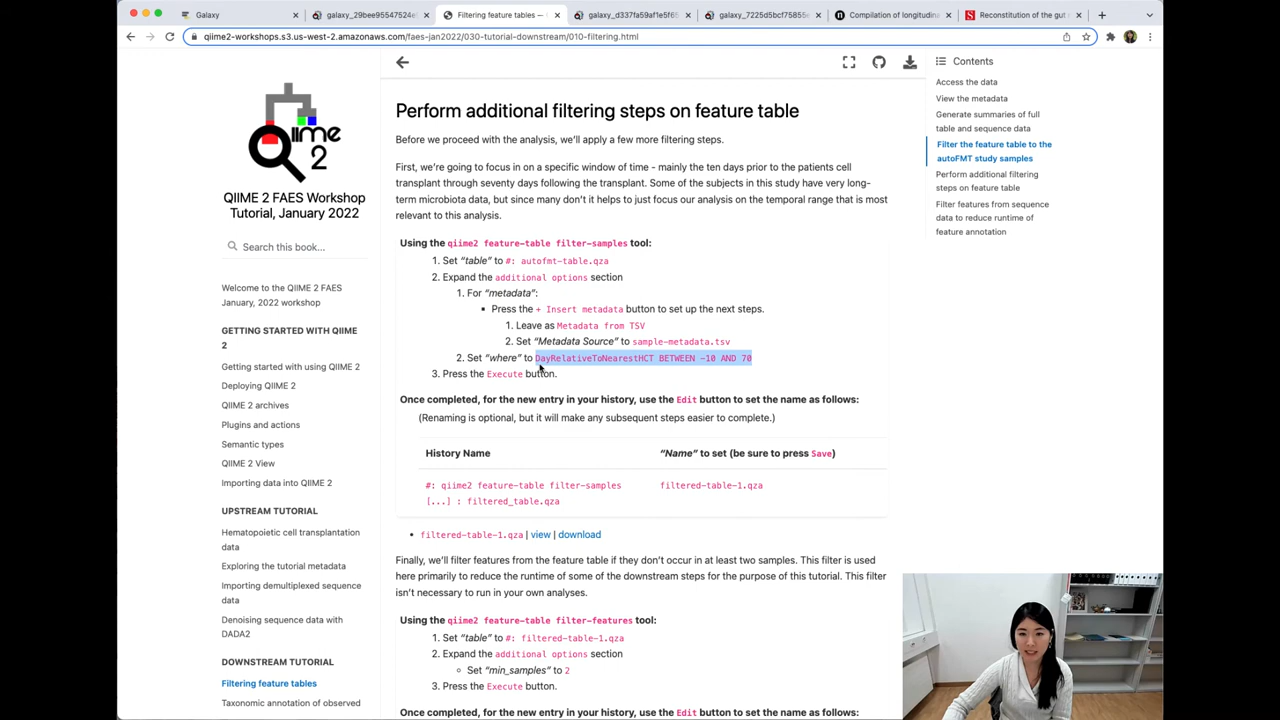 Galaxy
galaxy_29bee95547524ef
Filtering feature tables —
galaxy_d337fa59af1e5f65
galaxy_7225d5bcf75855e
Compilation of longitudina
Reconstitution of the gut
qiime2-workshops.s3.us-west-2.amazonaws.com/faes-jan2022/030-tutorial-downstream/010-filtering.html
QIIME 2
QIIME 2 FAES Workshop
Tutorial, January 2022
Search this book...
Welcome to the QIIME 2 FAES
January, 2022 workshop
GETTING STARTED WITH QIIME
2
Getting started with using QIIME 2
Deploying QIIME 2
QIIME 2 archives
Plugins and actions
Semantic types
QIIME 2 View
Importing data into QIIME 2
UPSTREAM TUTORIAL
Hematopoietic cell transplantation
data
Exploring the tutorial metadata
Importing demultiplexed sequence
data
Denoising sequence data with
DADA2
DOWNSTREAM TUTORIAL
Filtering feature tables
Taxonomic annotation of observed
Perform additional filtering steps on feature table
Before we proceed with the analysis, we'll apply a few more filtering steps.
First, we're going to focus in on a specific window of time - mainly the ten days prior to the patients cell
transplant through seventy days following the transplant. Some of the subjects in this study have very long-
term microbiota data, but since many don't it helps to just focus our analysis on the temporal range that is most
relevant to this analysis.
Using the qiime2 feature-table filter-samples tool:
1. Set "table" to #: autofmt-table.qza
2. Expand the additional options section
1. For "metadata":
▪ Press the + Insert metadata button to set up the next steps.
1. Leave as Metadata from TSV
2. Set "Metadata Source" to sample-metadata.tsv
2. Set "where" to DayRelativeToNearestHCT BETWEEN -10 AND 70
3. Press the Execute button.
Once completed, for the new entry in your history, use the Edit button to set the name as follows:
(Renaming is optional, but it will make any subsequent steps easier to complete.)
History Name "Name" to set (be sure to press Save)
#: qiime2 feature-table filter-samples filtered-table-1.qza
[...] : filtered_table.qza
• filtered-table-1.qza | view | download
Finally, we'll filter features from the feature table if they don't occur in at least two samples. This filter is used
here primarily to reduce the runtime of some of the downstream steps for the purpose of this tutorial. This filter
isn't necessary to run in your own analyses.
Using the qiime2 feature-table filter-features tool:
1. Set "table" to #: filtered-table-1.qza
2. Expand the additional options section
◦ Set "min_samples" to 2
3. Press the Execute button.
Once completed, for the new entry in your history, use the Edit button to set the name as follows:
Contents
Access the data
View the metadata
Generate summaries of full
table and sequence data
Filter the feature table to the
autoFMT study samples
Perform additional filtering
steps on feature table
Filter features from sequence
data to reduce runtime of
feature annotation